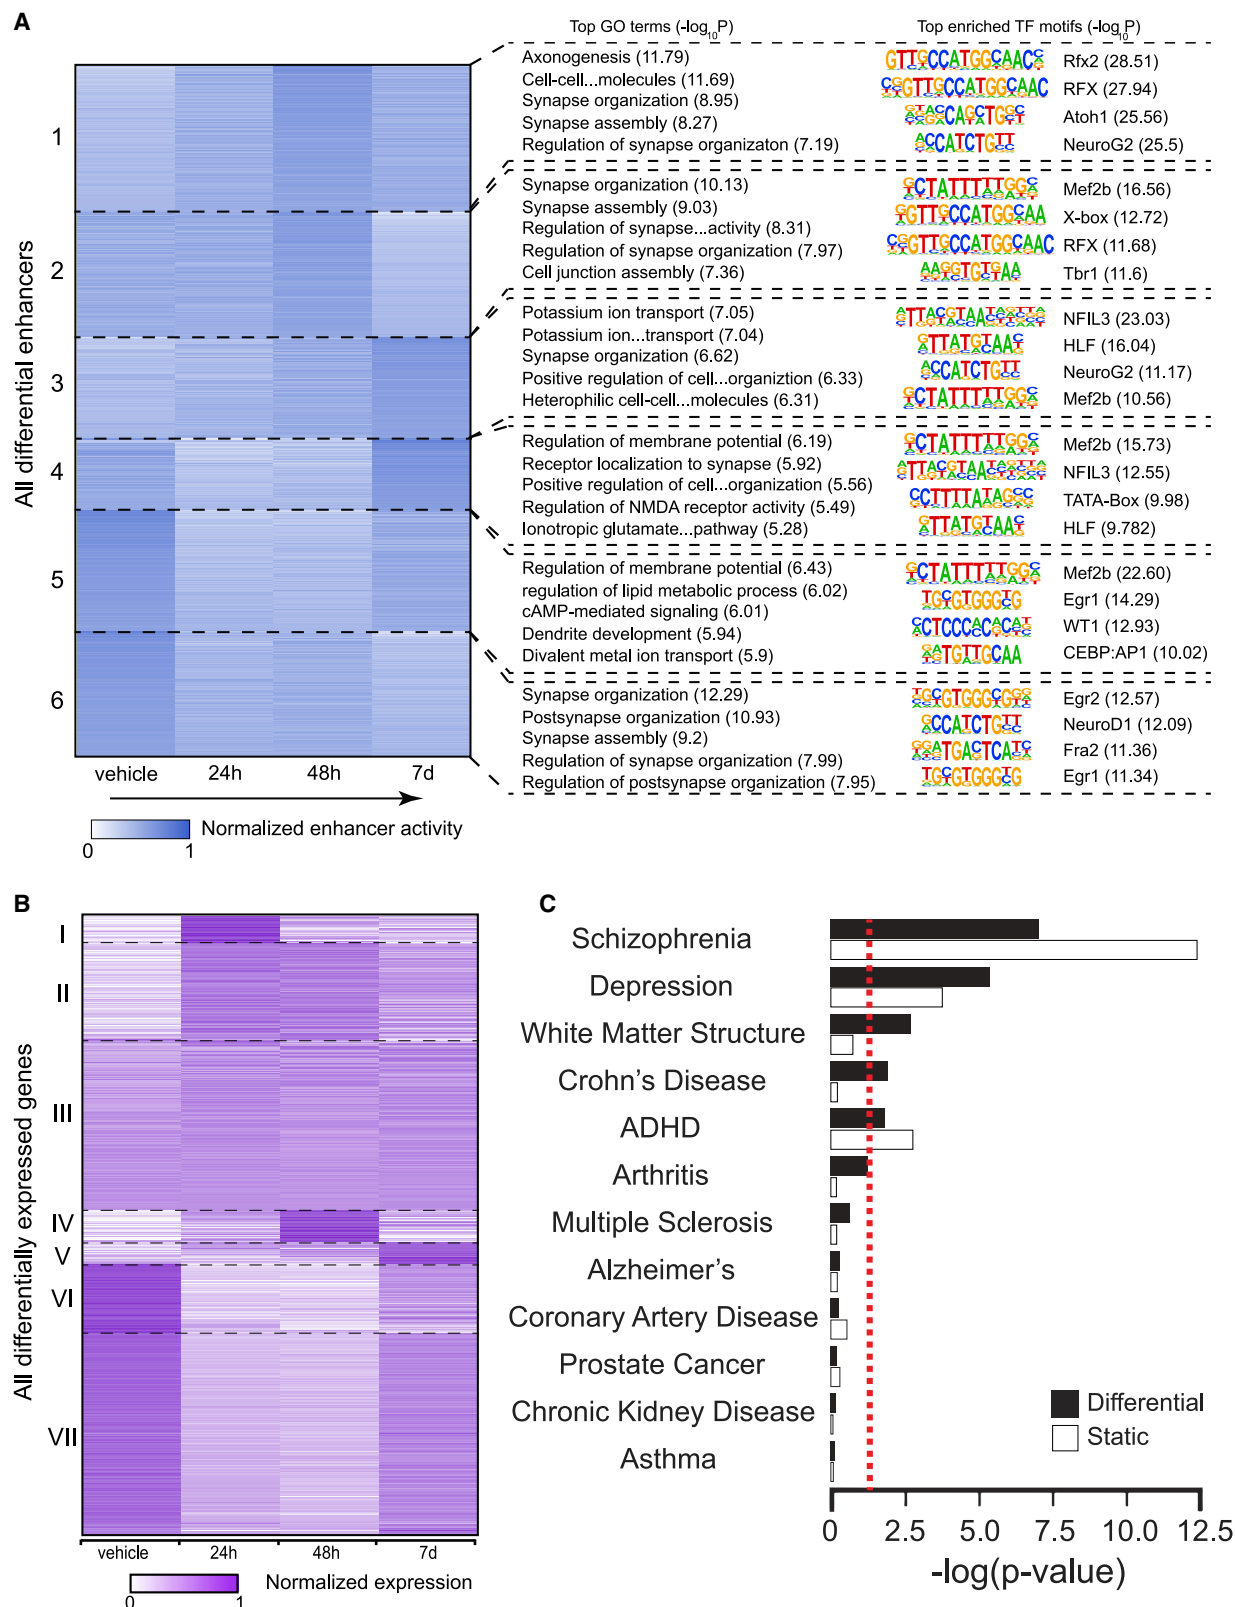 A
Top GO terms (-log10P)
Top enriched TF motifs (-log10P)
All differential enhancers
1
Axonogenesis (11.79)
Cell-cell...molecules (11.69)
Synapse organization (8.95)
Synapse assembly (8.27)
Regulation of synapse organizaton (7.19)
Rfx2 (28.51)
RFX (27.94)
Atoh1 (25.56)
NeuroG2 (25.5)
2
Synapse organization (10.13)
Synapse assembly (9.03)
Regulation of synapse...activity (8.31)
Regulation of synapse organization (7.97)
Cell junction assembly (7.36)
Mef2b (16.56)
X-box (12.72)
RFX (11.68)
Tbr1 (11.6)
3
Potassium ion transport (7.05)
Potassium ion...transport (7.04)
Synapse organization (6.62)
Positive regulation of cell...organiztion (6.33)
Heterophilic cell-cell...molecules (6.31)
NFIL3 (23.03)
HLF (16.04)
NeuroG2 (11.17)
Mef2b (10.56)
4
Regulation of membrane potential (6.19)
Receptor localization to synapse (5.92)
Positive regulation of cell...organization (5.56)
Regulation of NMDA receptor activity (5.49)
Ionotropic glutamate...pathway (5.28)
Mef2b (15.73)
NFIL3 (12.55)
TATA-Box (9.98)
HLF (9.782)
5
Regulation of membrane potential (6.43)
regulation of lipid metabolic process (6.02)
cAMP-mediated signaling (6.01)
Dendrite development (5.94)
Divalent metal ion transport (5.9)
Mef2b (22.60)
Egr1 (14.29)
WT1 (12.93)
CEBP:AP1 (10.02)
6
Synapse organization (12.29)
Postsynapse organization (10.93)
Synapse assembly (9.2)
Regulation of synapse organization (7.99)
Regulation of postsynapse organization (7.95)
Egr2 (12.57)
NeuroD1 (12.09)
Fra2 (11.36)
Egr1 (11.34)
vehicle 24h 48h 7d
Normalized enhancer activity
0 1
B
All differentially expressed genes
I
II
III
IV
V
VI
VII
vehicle 24h 48h 7d
Normalized expression
0 1
C
Schizophrenia
Depression
White Matter Structure
Crohn's Disease
ADHD
Arthritis
Multiple Sclerosis
Alzheimer's
Coronary Artery Disease
Prostate Cancer
Chronic Kidney Disease
Asthma
Differential
Static
0 2.5 5.0 7.5 10.0 12.5
-log(p-value)